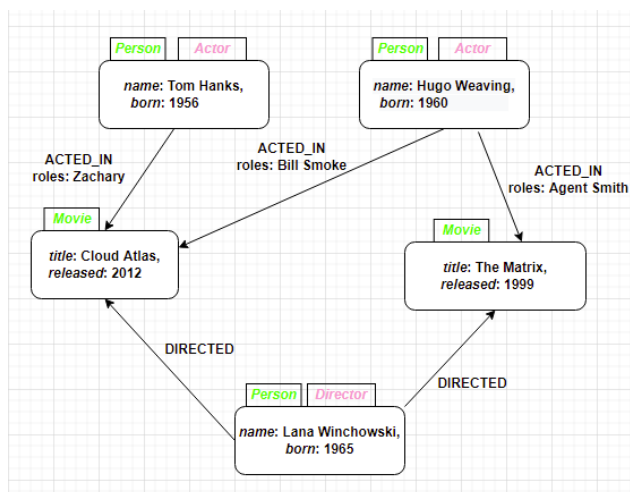 Person Actor
name: Tom Hanks,
born: 1956
Person Actor
name: Hugo Weaving,
born: 1960
ACTED_IN
roles: Zachary
ACTED_IN
roles: Bill Smoke
ACTED_IN
roles: Agent Smith
Movie
title: Cloud Atlas,
released: 2012
Movie
title: The Matrix,
released: 1999
DIRECTED
DIRECTED
Person Director
name: Lana Winchowski,
born: 1965